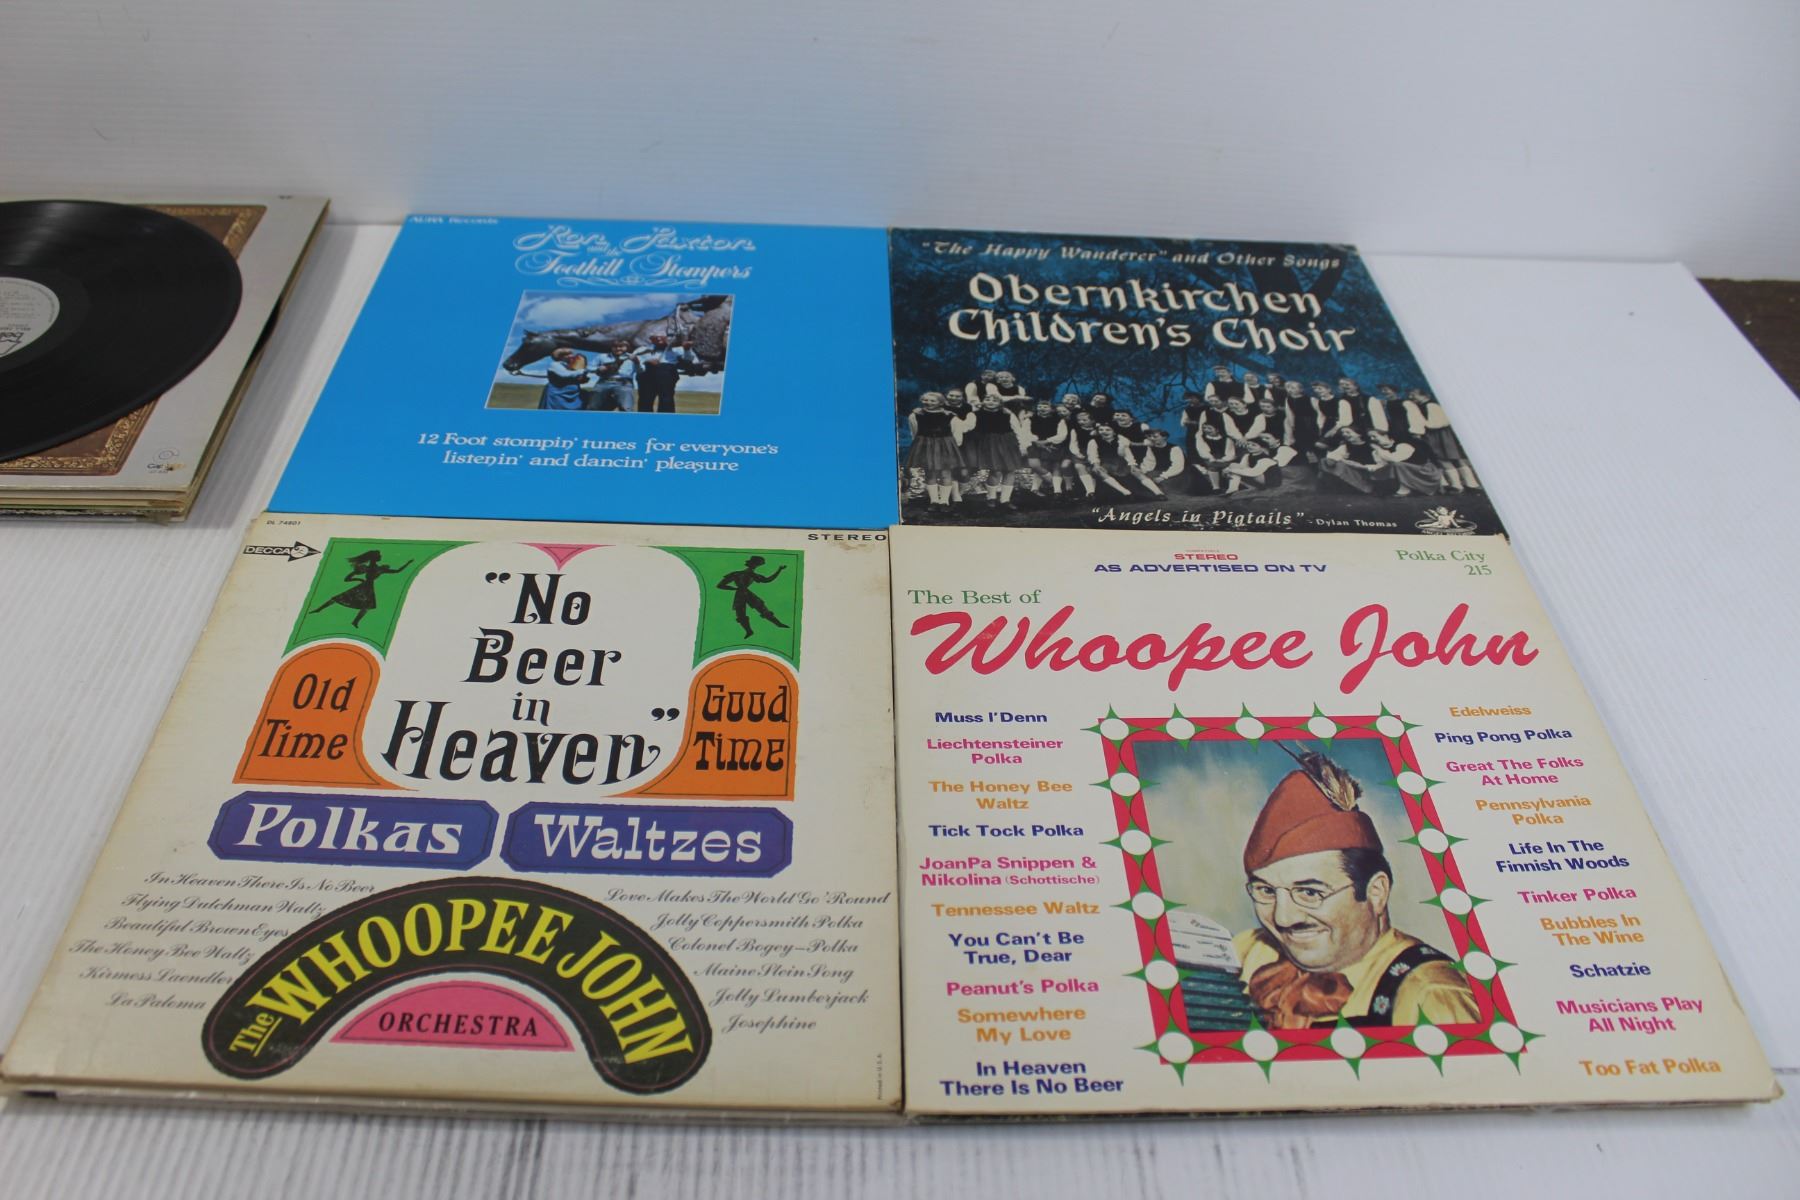 AURA Records
Ron Paxton
and the
Foothill Stompers
12 Foot stompin' tunes for everyone's
listenin' and dancin' pleasure
"The Happy Wanderer" and Other Songs
Obernkirchen
Children's Choir
"Angels in Pigtails" - Dylan Thomas
DL 74801
DECCA
STEREO
"No
Beer
in
Heaven"
Old
Time
Good
Time
Polkas
Waltzes
In Heaven There Is No Beer
Flying Dutchman Waltz
Beautiful Brown Eyes
The Honey Bee Waltz
Kirmess Laendler
La Paloma
Love Makes The World Go 'Round
Jolly Coppersmith Polka
Colonel Bogey—Polka
Maine Stein Song
Jolly Lumberjack
Josephine
The WHOOPEE JOHN
ORCHESTRA
Printed in U.S.A.
STEREO
AS ADVERTISED ON TV
Polka City
215
The Best of
Whoopee John
Muss I'Denn
Liechtensteiner
Polka
The Honey Bee
Waltz
Tick Tock Polka
JoanPa Snippen &
Nikolina (Schottische)
Tennessee Waltz
You Can't Be
True, Dear
Peanut's Polka
Somewhere
My Love
In Heaven
There Is No Beer
Edelweiss
Ping Pong Polka
Great The Folks
At Home
Pennsylvania
Polka
Life In The
Finnish Woods
Tinker Polka
Bubbles In
The Wine
Schatzie
Musicians Play
All Night
Too Fat Polka